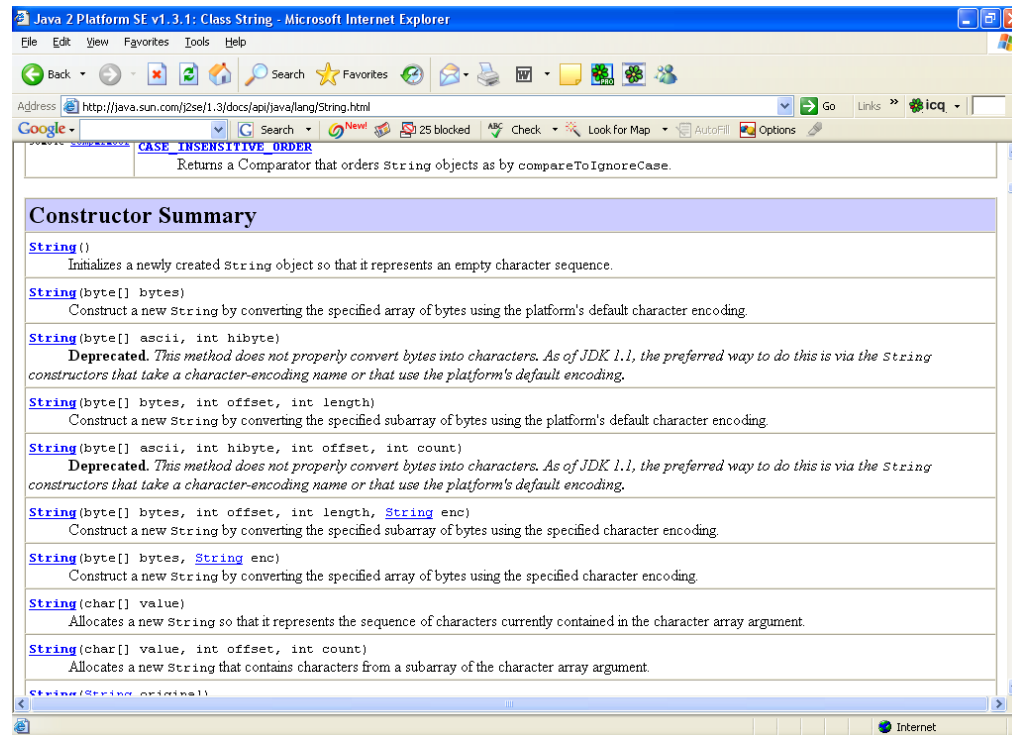 Java 2 Platform SE v1.3.1: Class String - Microsoft Internet Explorer
File Edit View Favorites Tools Help
Back Search Favorites
Address http://java.sun.com/j2se/1.3/docs/api/java/lang/String.html Go Links » icq
Google Search New! 25 blocked ABC Check Look for Map AutoFill Options
CASE_INSENSITIVE_ORDER
Returns a Comparator that orders String objects as by compareToIgnoreCase.
Constructor Summary
String()
Initializes a newly created String object so that it represents an empty character sequence.
String(byte[] bytes)
Construct a new String by converting the specified array of bytes using the platform's default character encoding.
String(byte[] ascii, int hibyte)
Deprecated. This method does not properly convert bytes into characters. As of JDK 1.1, the preferred way to do this is via the String
constructors that take a character-encoding name or that use the platform's default encoding.
String(byte[] bytes, int offset, int length)
Construct a new String by converting the specified subarray of bytes using the platform's default character encoding.
String(byte[] ascii, int hibyte, int offset, int count)
Deprecated. This method does not properly convert bytes into characters. As of JDK 1.1, the preferred way to do this is via the String
constructors that take a character-encoding name or that use the platform's default encoding.
String(byte[] bytes, int offset, int length, String enc)
Construct a new String by converting the specified subarray of bytes using the specified character encoding.
String(byte[] bytes, String enc)
Construct a new String by converting the specified array of bytes using the specified character encoding.
String(char[] value)
Allocates a new String so that it represents the sequence of characters currently contained in the character array argument.
String(char[] value, int offset, int count)
Allocates a new String that contains characters from a subarray of the character array argument.
String(String original)
Internet